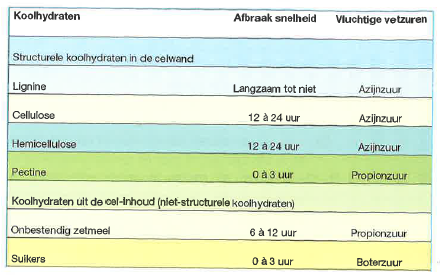 Koolhydraten Afbraak snelheid Vluchtige vetzuren
Structurele koolhydraten in de celwand
Lignine Langzaam tot niet Azijnzuur
Cellulose 12 à 24 uur Azijnzuur
Hemicellulose 12 à 24 uur Azijnzuur
Pectine 0 à 3 uur Propionzuur
Koolhydraten uit de cel-inhoud (niet-structurele koolhydraten)
Onbestendig zetmeel 6 à 12 uur Propionzuur
Suikers 0 à 3 uur Boterzuur